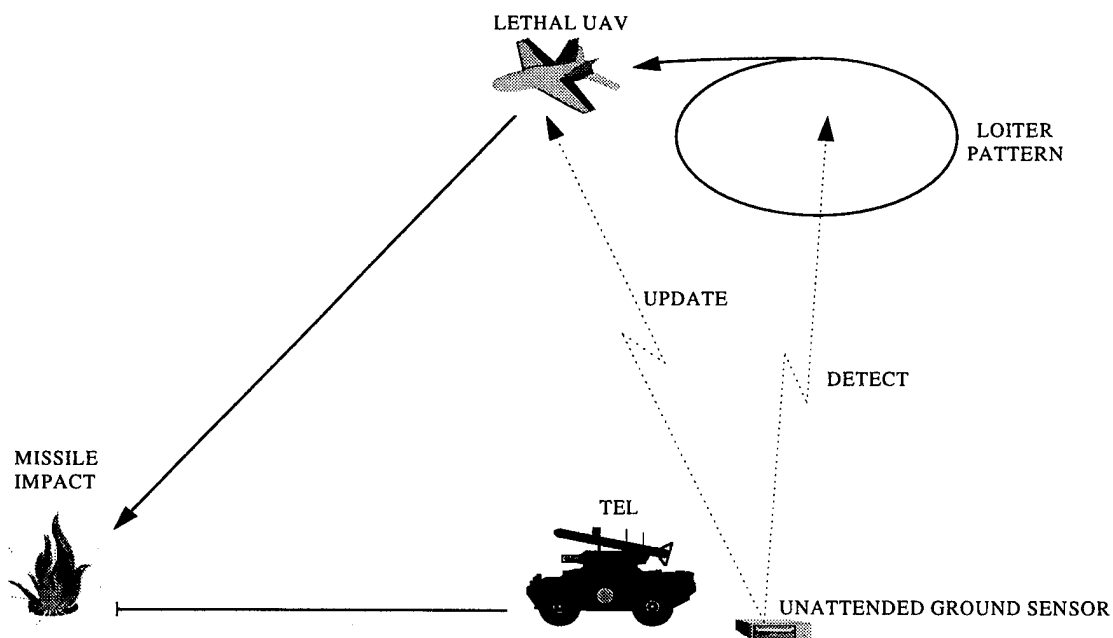 LETHAL UAV
LOITER
PATTERN
UPDATE
DETECT
MISSILE
IMPACT
TEL
UNATTENDED GROUND SENSOR